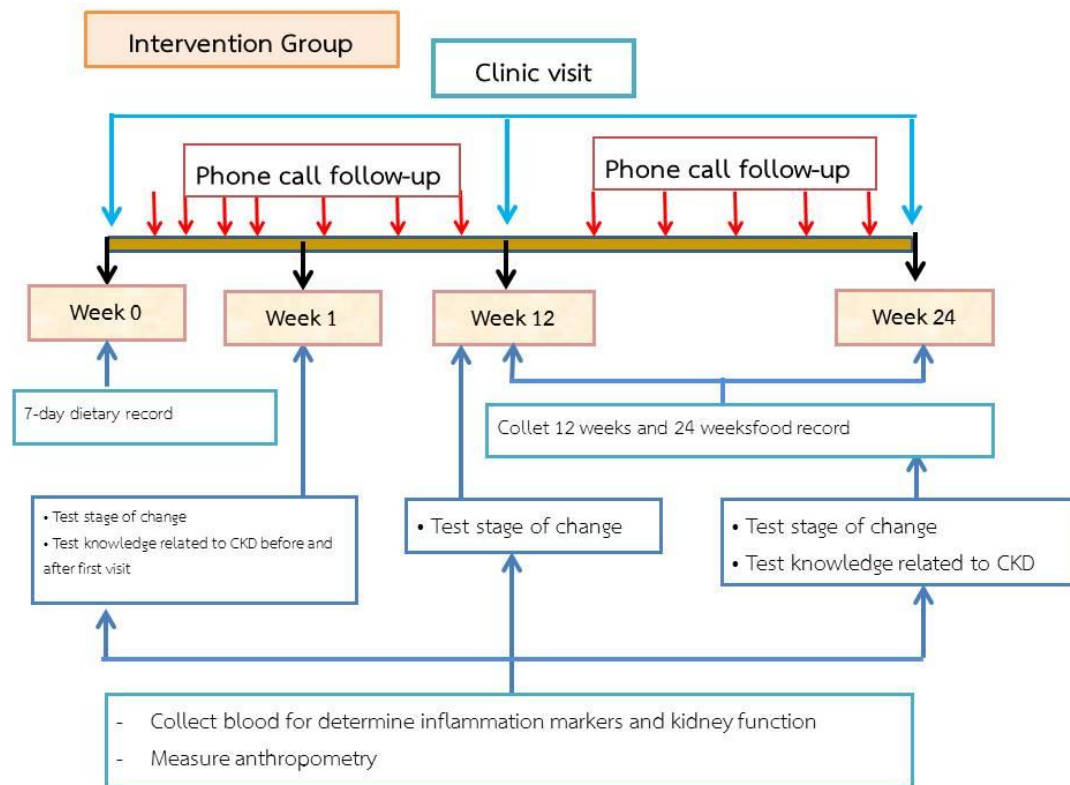 Intervention Group
Clinic visit
Phone call follow-up
Phone call follow-up
Week 0
Week 1
Week 12
Week 24
7-day dietary record
Collet 12 weeks and 24 weeksfood record
• Test stage of change
• Test knowledge related to CKD before and
after first visit
• Test stage of change
• Test stage of change
• Test knowledge related to CKD
- Collect blood for determine inflammation markers and kidney function
- Measure anthropometry